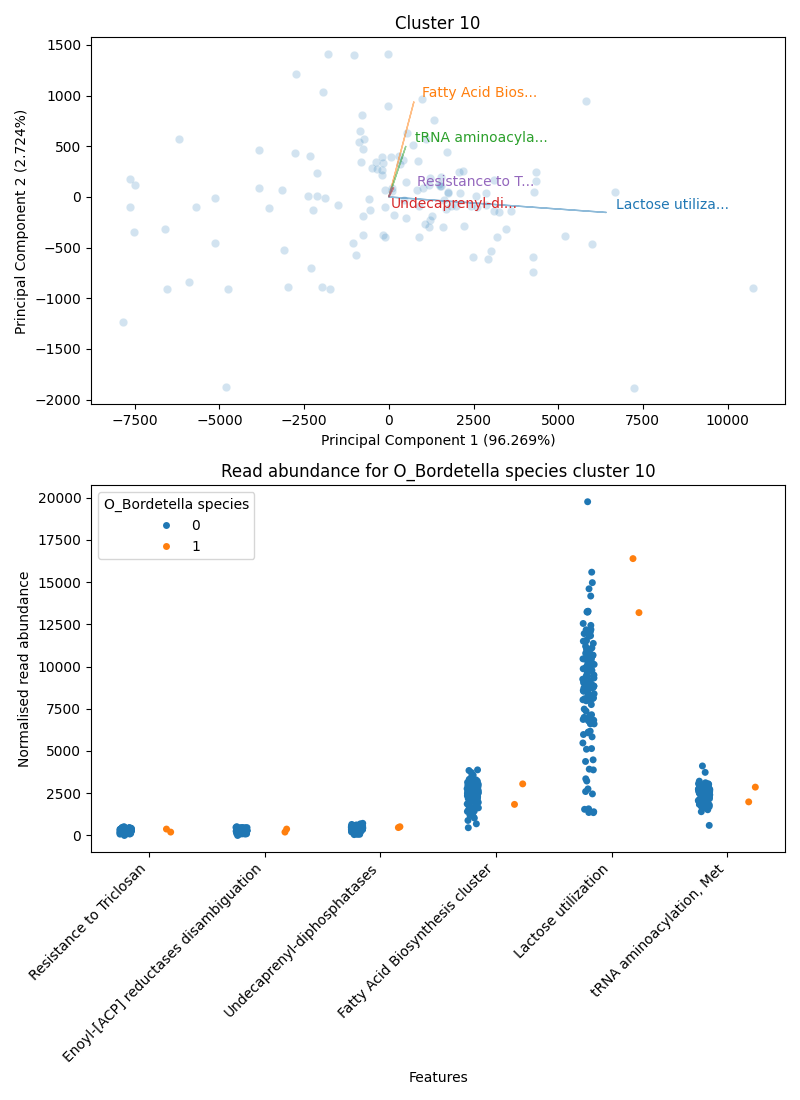 Cluster 10
Principal Component 2 (2.724%)
1500
1000
500
0
−500
−1000
−1500
−2000
Fatty Acid Bios...
tRNA aminoacyla...
Resistance to T...
Undecaprenyl-di...
Lactose utiliza...
−7500
−5000
−2500
0
2500
5000
7500
10000
Principal Component 1 (96.269%)
Read abundance for O_Bordetella species cluster 10
Normalised read abundance
20000
17500
15000
12500
10000
7500
5000
2500
0
O_Bordetella species
0
1
Resistance to Triclosan
Enoyl-[ACP] reductases disambiguation
Undecaprenyl-diphosphatases
Fatty Acid Biosynthesis cluster
Lactose utilization
tRNA aminoacylation, Met
Features